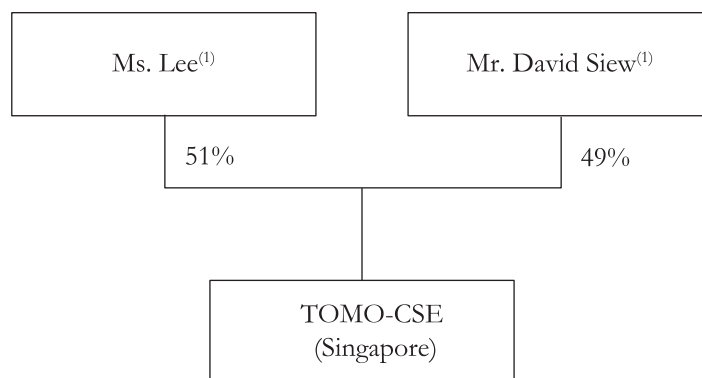 Ms. Lee(1)
Mr. David Siew(1)
51%
49%
TOMO-CSE
(Singapore)